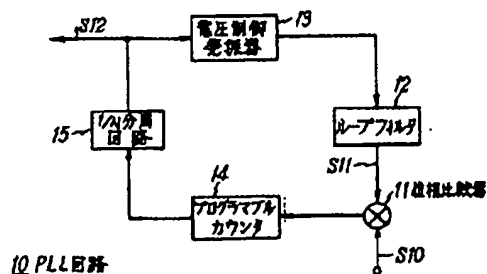 S12
電圧制御
発振器
13
12
ループフィルタ
1/N分周
回路
15
S11
14
プログラマブル
カウンタ
11 位相比較器
S10
10 PLL回路